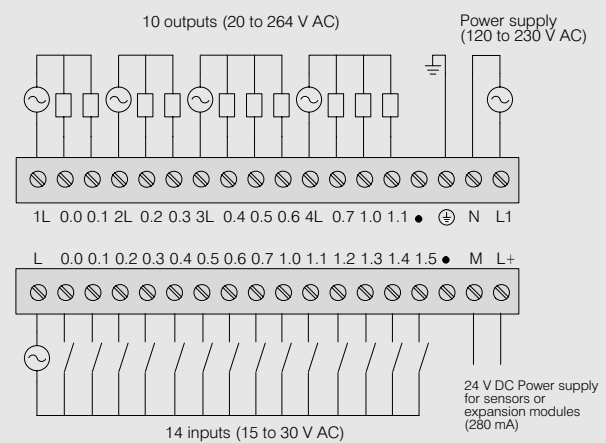 10 outputs (20 to 264 V AC)
Power supply
(120 to 230 V AC)
1L 0.0 0.1 2L 0.2 0.3 3L 0.4 0.5 0.6 4L 0.7 1.0 1.1 ● N L1
L 0.0 0.1 0.2 0.3 0.4 0.5 0.6 0.7 1.0 1.1 1.2 1.3 1.4 1.5 ● M L+
24 V DC Power supply
for sensors or
expansion modules
(280 mA)
14 inputs (15 to 30 V AC)